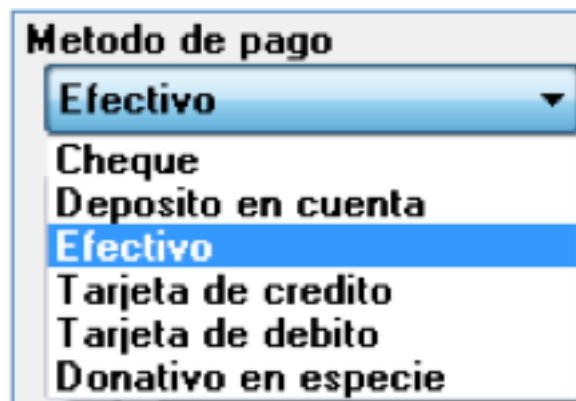 Metodo de pago
Efectivo
Cheque
Deposito en cuenta
Efectivo
Tarjeta de credito
Tarjeta de debito
Donativo en especie